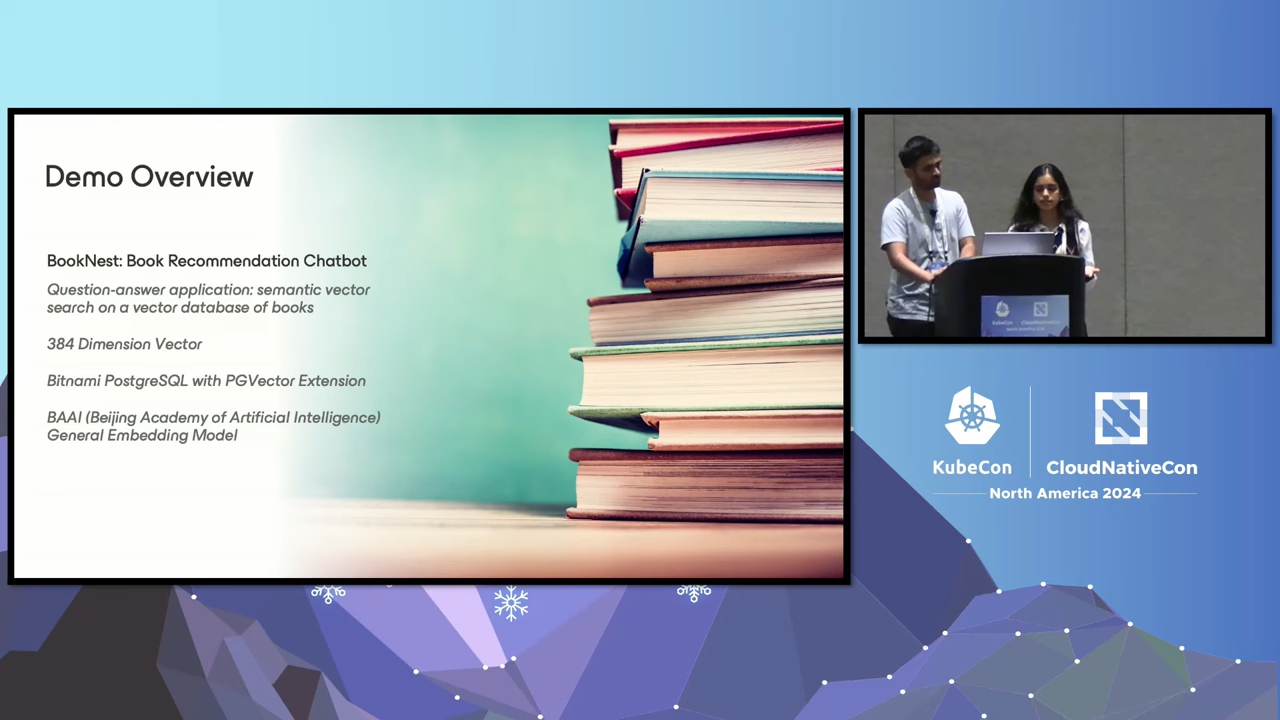 Demo Overview
BookNest: Book Recommendation Chatbot
Question-answer application: semantic vector
search on a vector database of books
384 Dimension Vector
Bitnami PostgreSQL with PGVector Extension
BAAI (Beijing Academy of Artificial Intelligence)
General Embedding Model
KubeCon
CloudNativeCon
KubeCon
CloudNativeCon
North America 2024